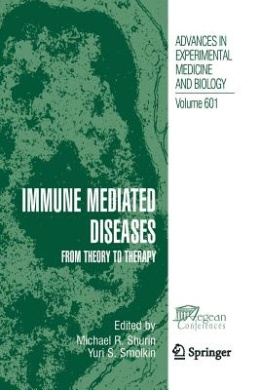 ADVANCES IN
EXPERIMENTAL
MEDICINE
AND BIOLOGY
Volume 601
IMMUNE MEDIATED
DISEASES
FROM THEORY TO THERAPY
Edited by
Michael R. Shurin
Yuri S. Smolkin
Aegean
Conferences
Springer